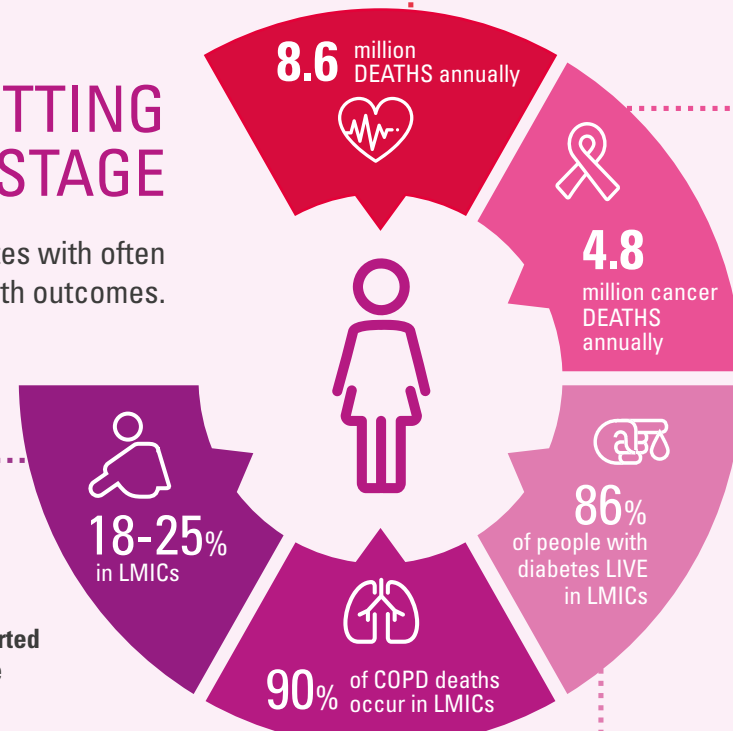 TTING
STAGE
es with often
th outcomes.
8.6 million
DEATHS annually
4.8
million cancer
DEATHS
annually
86%
of people with
diabetes LIVE
in LMICs
90% of COPD deaths
occur in LMICs
18-25%
in LMICs
rted
e